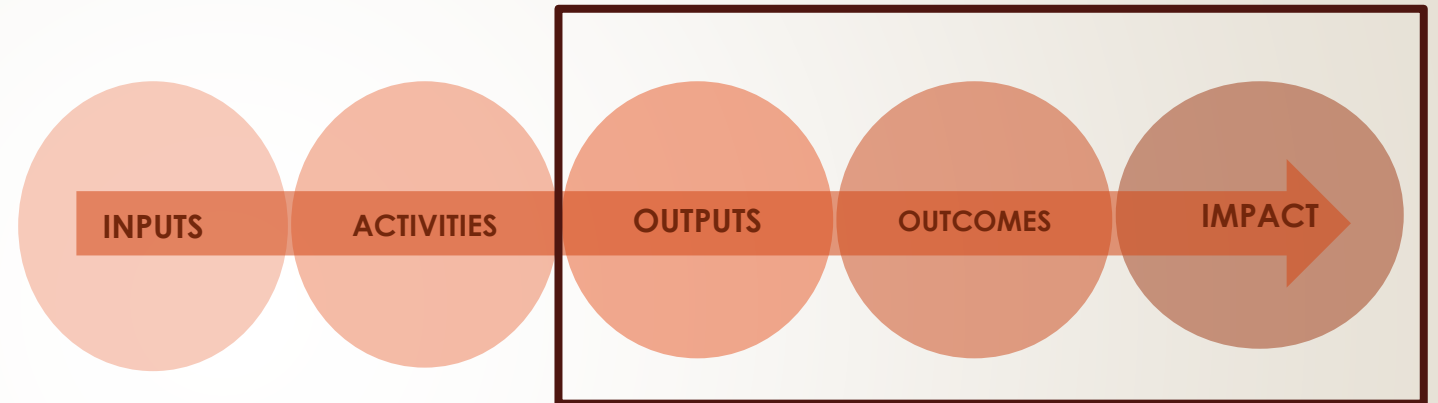 INPUTS
ACTIVITIES
OUTPUTS
OUTCOMES
IMPACT